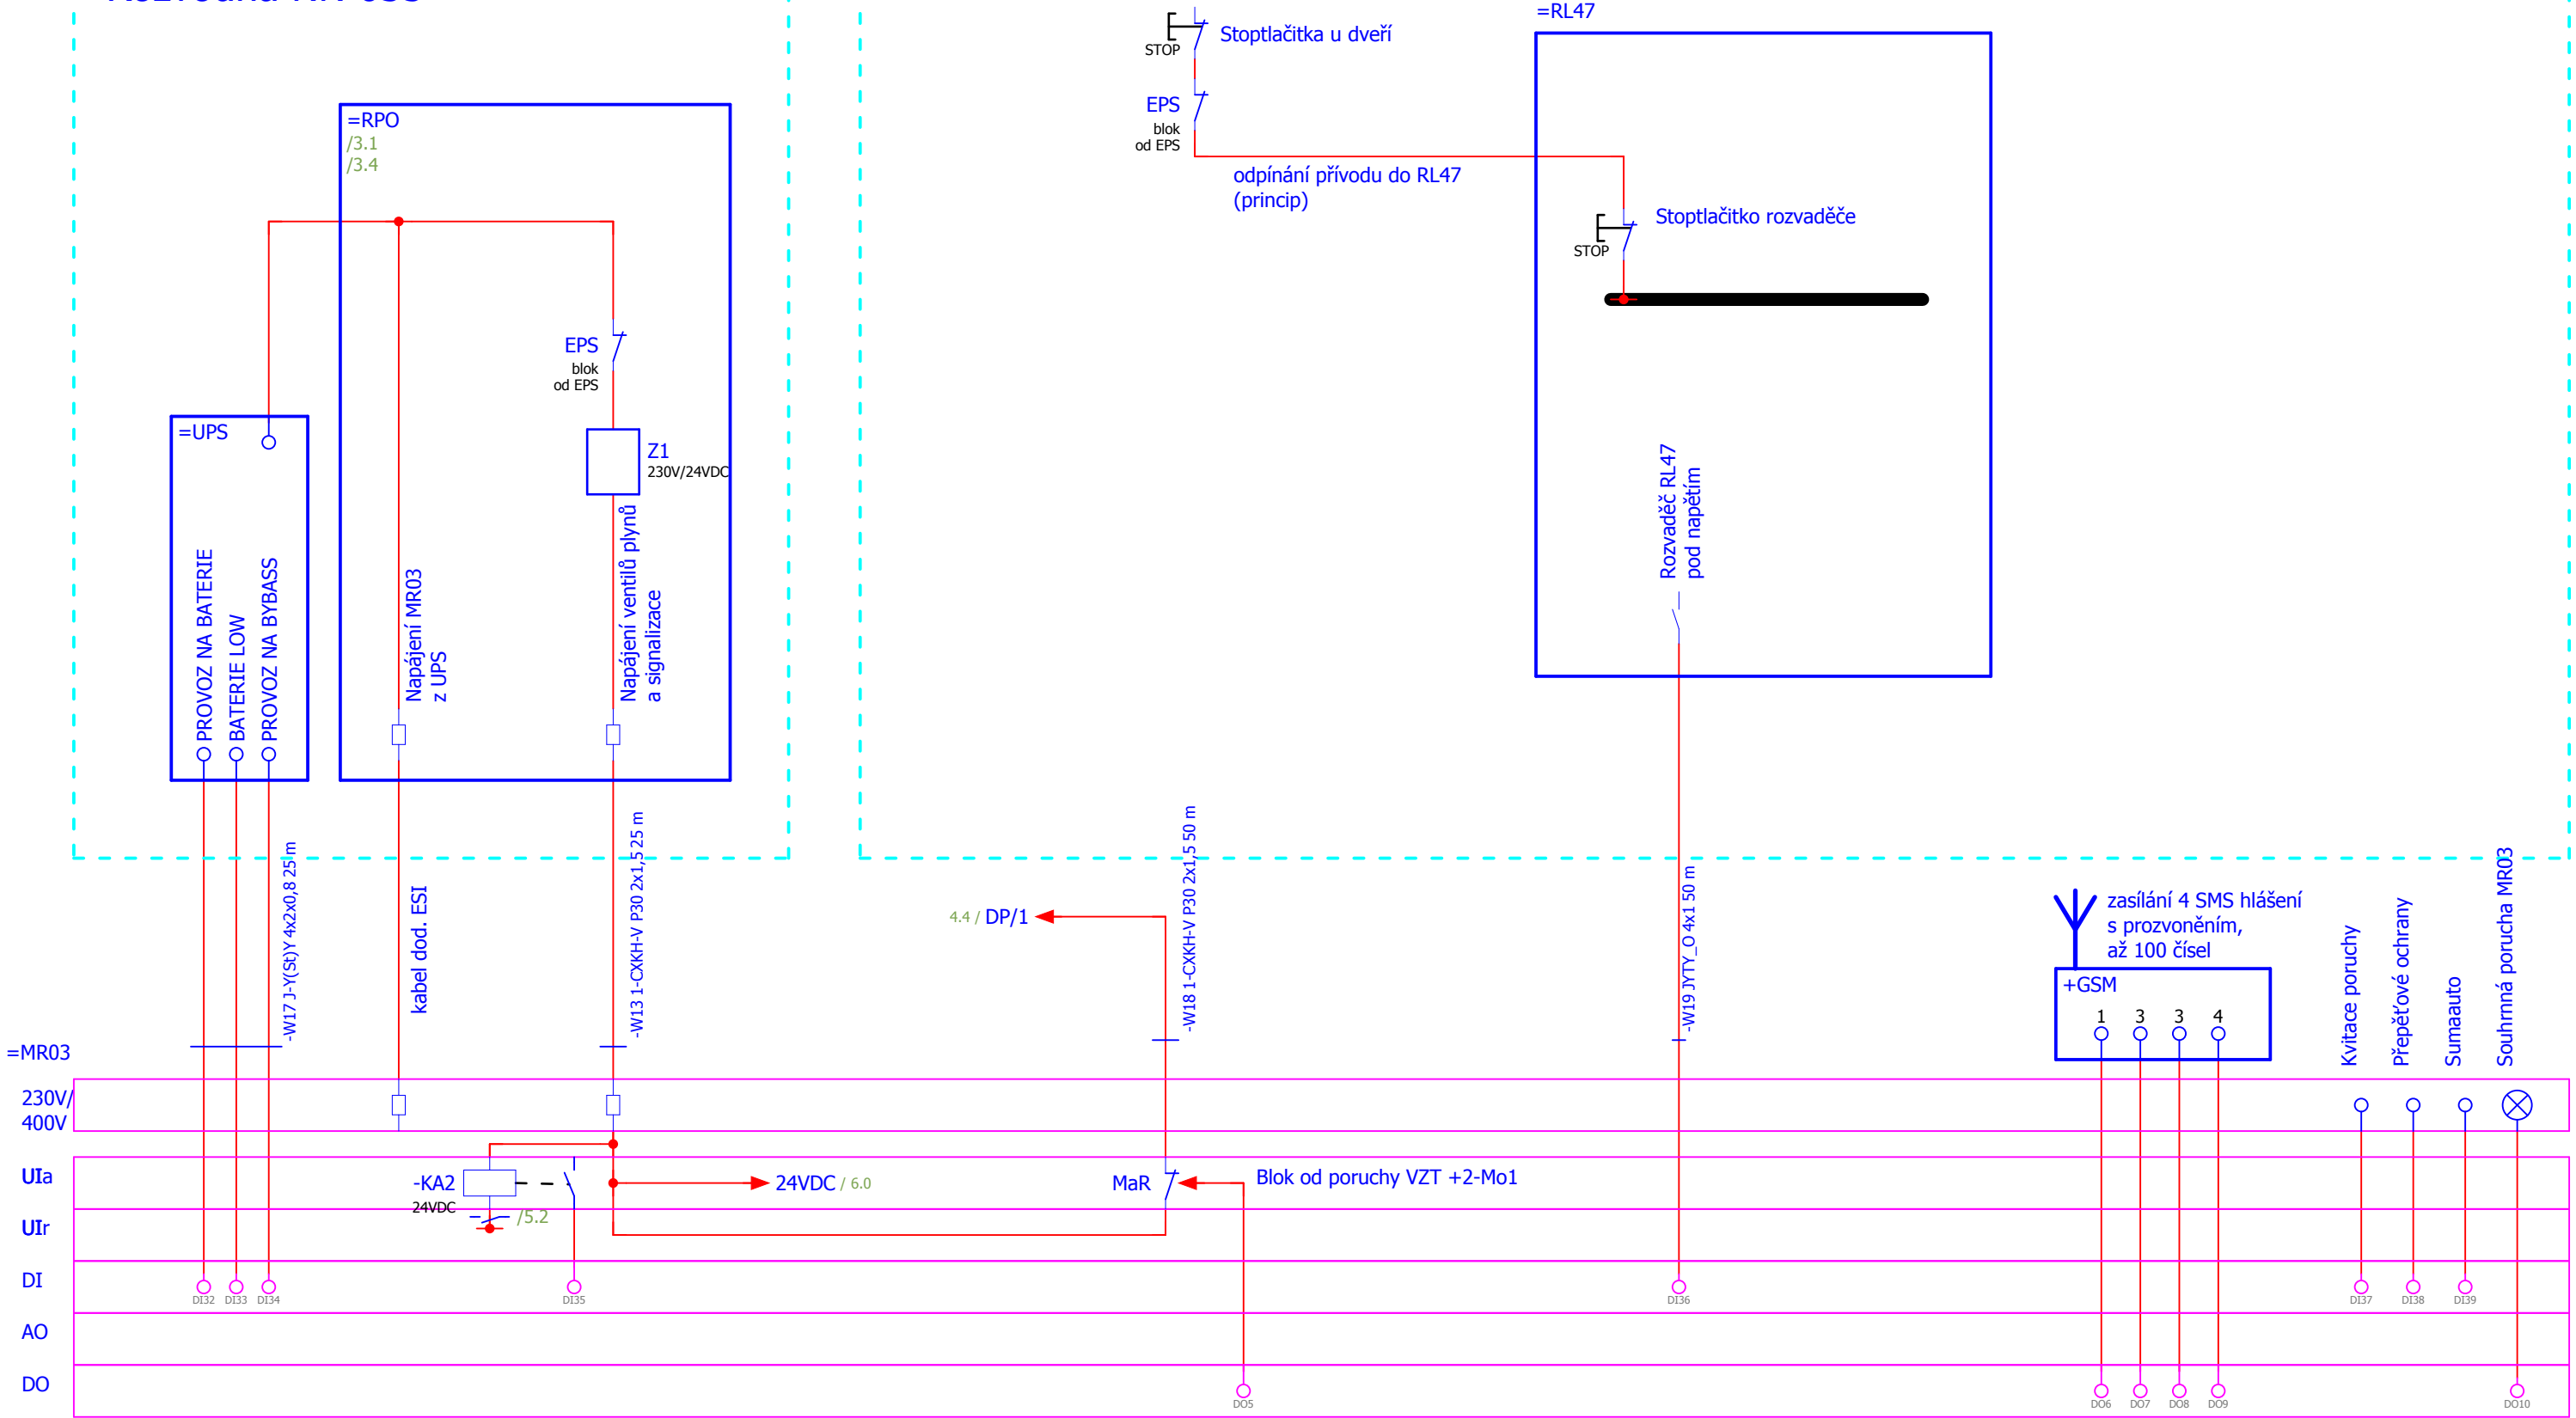 =RL47
STOP
Stoptlačitka u dveří
EPS
blok
od EPS
odpínání přívodu do RL47
(princip)
=RPO
/3.1
/3.4
Stoptlačitko rozvaděče
STOP
EPS
blok
od EPS
=UPS
Z1
230V/24VDC
PROVOZ NA BATERIE
BATERIE LOW
PROVOZ NA BYBASS
Napájení MR03
z UPS
Napájení ventilů plynů
a signalizace
Rozvaděč RL47
pod napětím
-W17 J-Y(St)Y 4x2x0,8 25 m
kabel dod. ESI
-W13 1-CXKH-V P30 2x1,5 25 m
4.4 / DP/1
-W18 1-CXKH-V P30 2x1,5 50 m
-W19 JYTY_O 4x1 50 m
zasílání 4 SMS hlášení
s prozvoněním,
až 100 čísel
+GSM
1 3 3 4
Kvitace poruchy
Přepěťové ochrany
Sumaauto
Souhrnná porucha MR03
=MR03
230V/
400V
UIa
-KA2
24VDC
/5.2
24VDC / 6.0
MaR
Blok od poruchy VZT +2-Mo1
UIr
DI
DI32 DI33 DI34 DI35 DI36 DI37 DI38 DI39
AO
DO
DO5 DO6 DO7 DO8 DO9 DO10